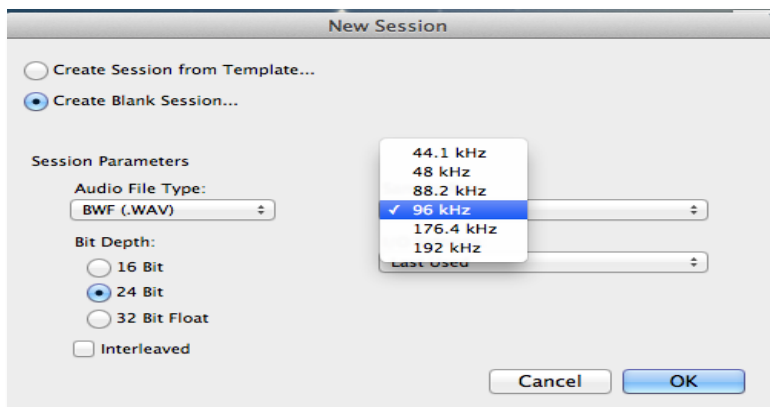 New Session
Create Session from Template...
Create Blank Session...
Session Parameters
Audio File Type:
BWF (.WAV)
Bit Depth:
16 Bit
24 Bit
32 Bit Float
Interleaved
44.1 kHz
48 kHz
88.2 kHz
✓ 96 kHz
176.4 kHz
192 kHz
Last Used
Cancel
OK